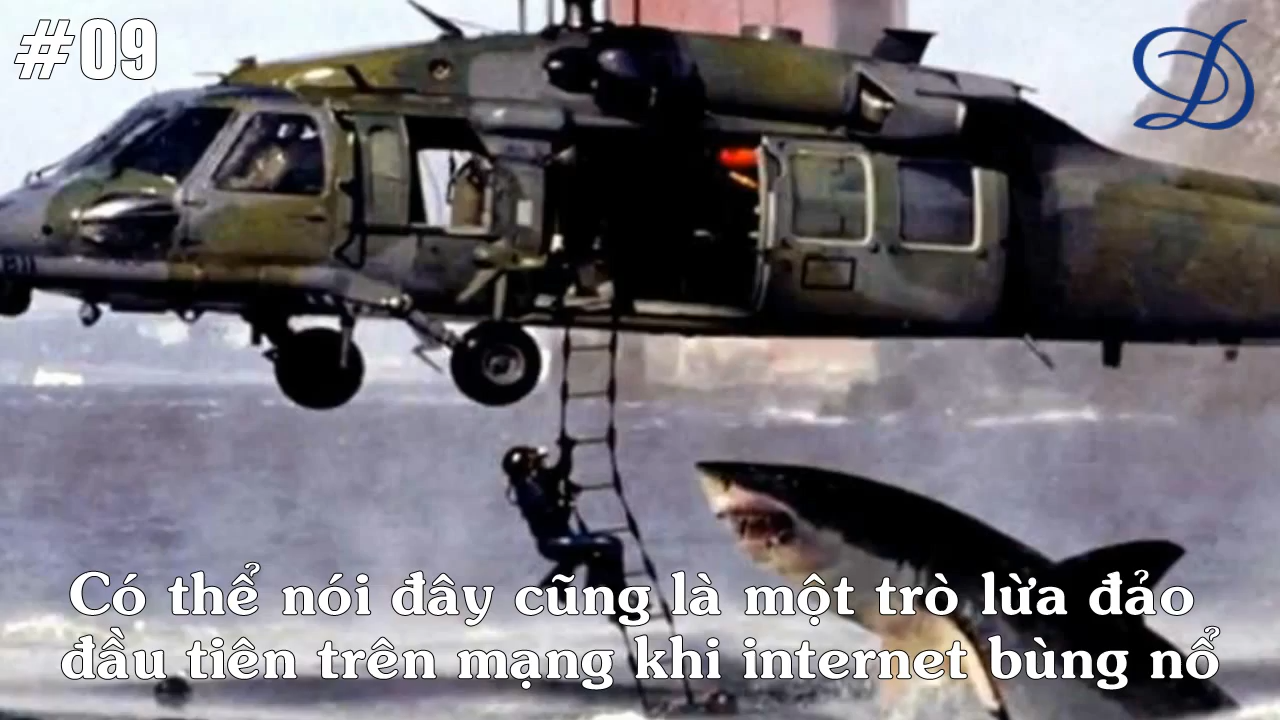 #09
D
Có thể nói đây cũng là một trò lừa đảo
đầu tiên trên mạng khi internet bùng nổ